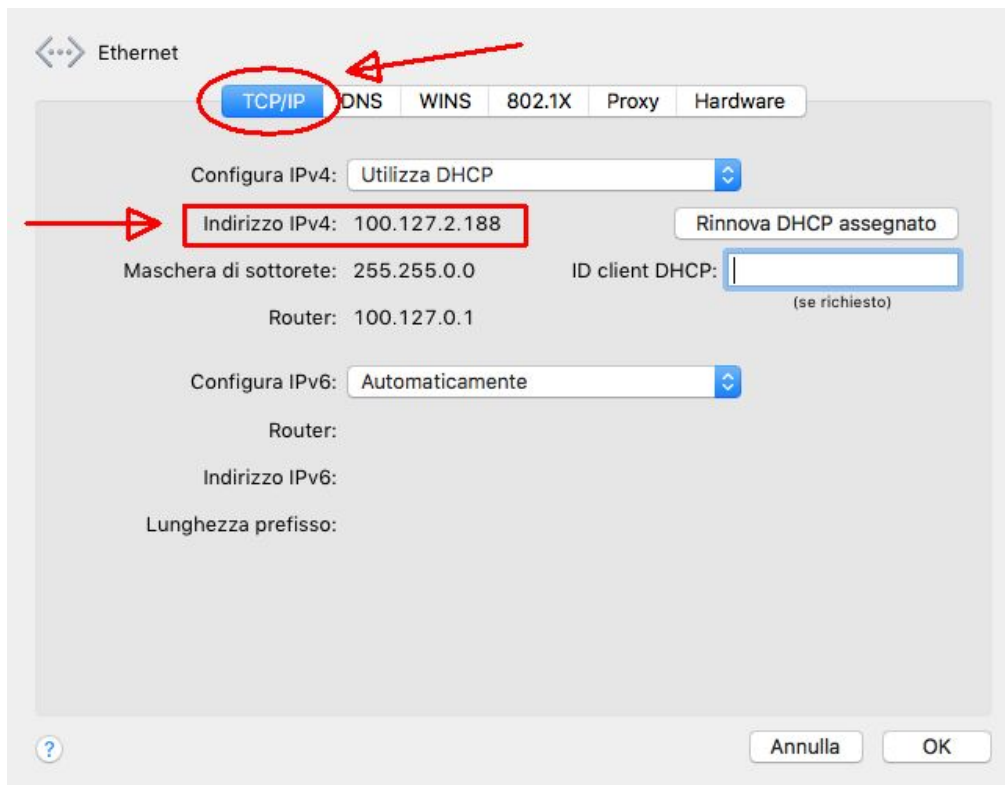 Ethernet
TCP/IP DNS WINS 802.1X Proxy Hardware
Configura IPv4: Utilizza DHCP
Indirizzo IPv4: 100.127.2.188 Rinnova DHCP assegnato
Maschera di sottorete: 255.255.0.0 ID client DHCP:
(se richiesto)
Router: 100.127.0.1
Configura IPv6: Automaticamente
Router:
Indirizzo IPv6:
Lunghezza prefisso:
? Annulla OK